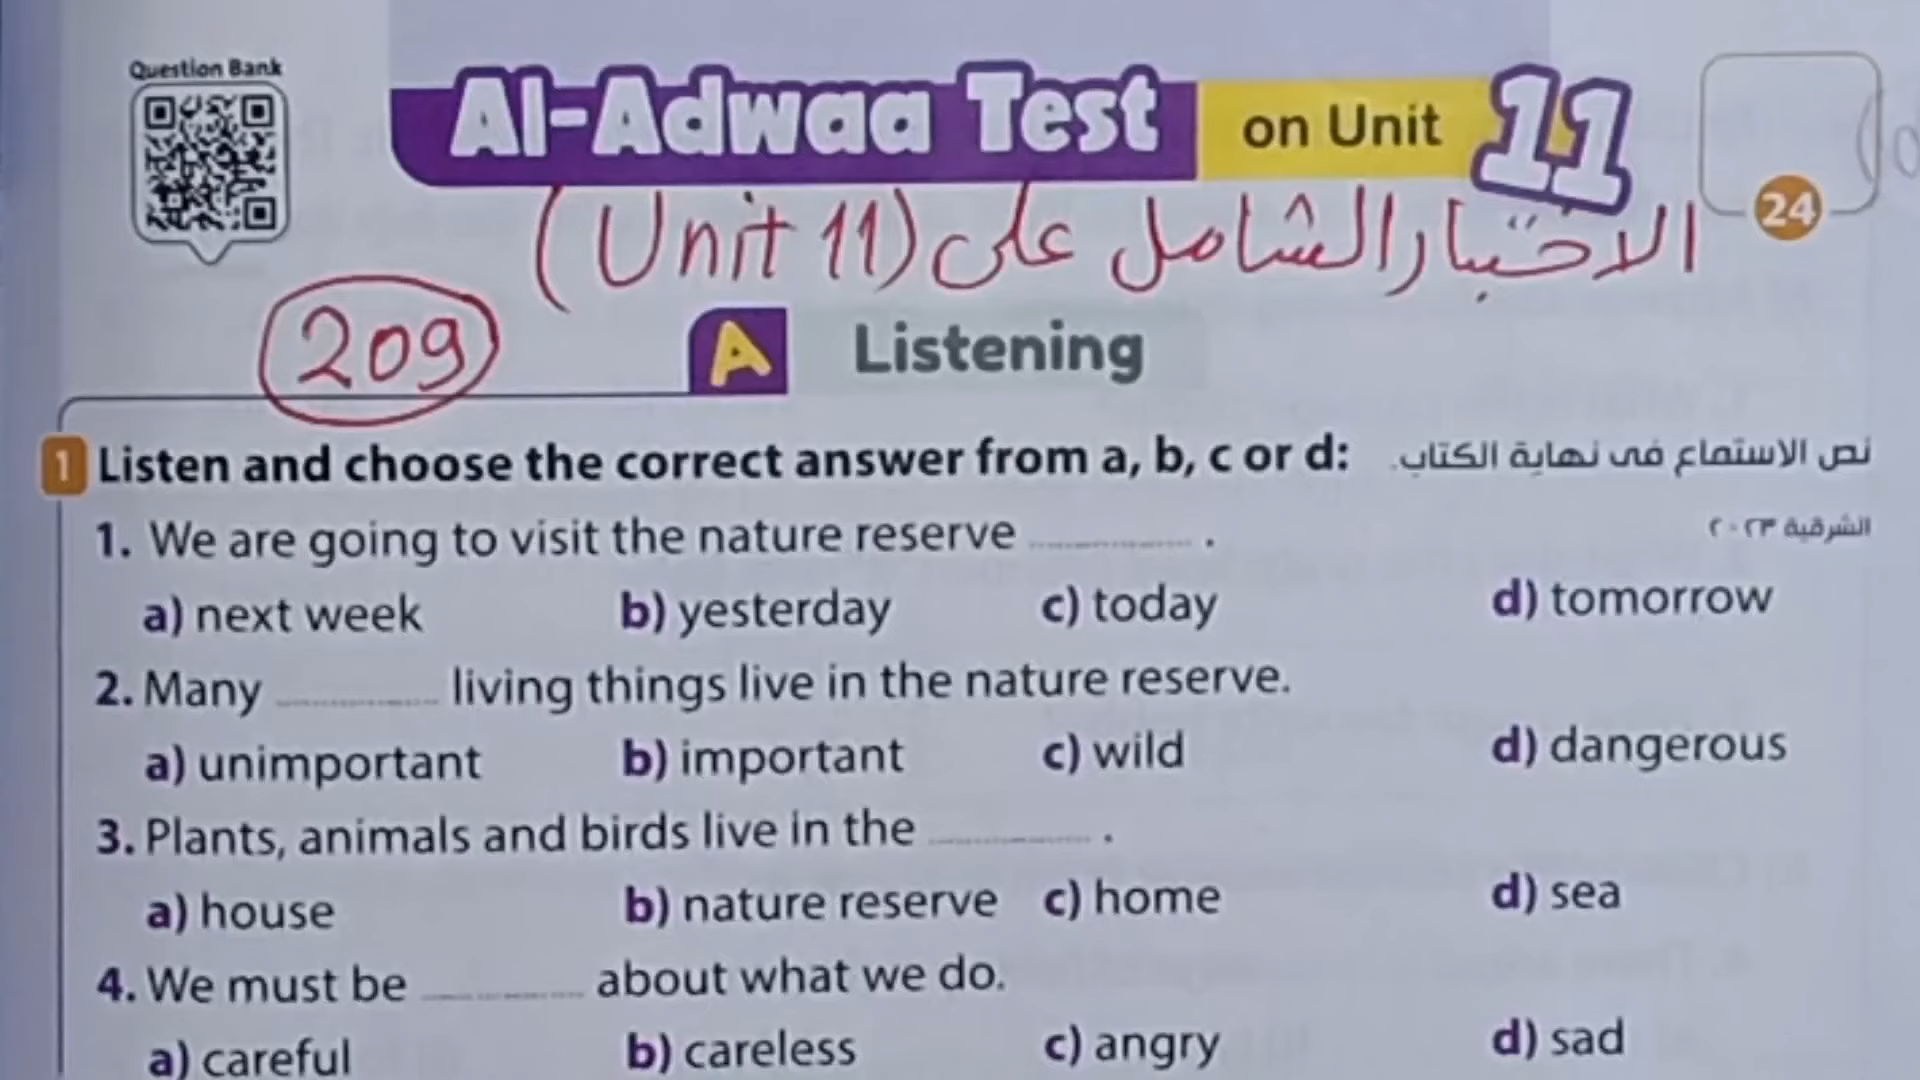 Question Bank
Al-Adwaa Test on Unit 11
24
الاختبار الشامل على (Unit 11)
209
A Listening
1 Listen and choose the correct answer from a, b, c or d: نص الاستماع فى نهاية الكتاب.
1. We are going to visit the nature reserve .......... . الشرقية ٢٠٢٣
a) next week b) yesterday c) today d) tomorrow
2. Many .......... living things live in the nature reserve.
a) unimportant b) important c) wild d) dangerous
3. Plants, animals and birds live in the .......... .
a) house b) nature reserve c) home d) sea
4. We must be .......... about what we do.
a) careful b) careless c) angry d) sad